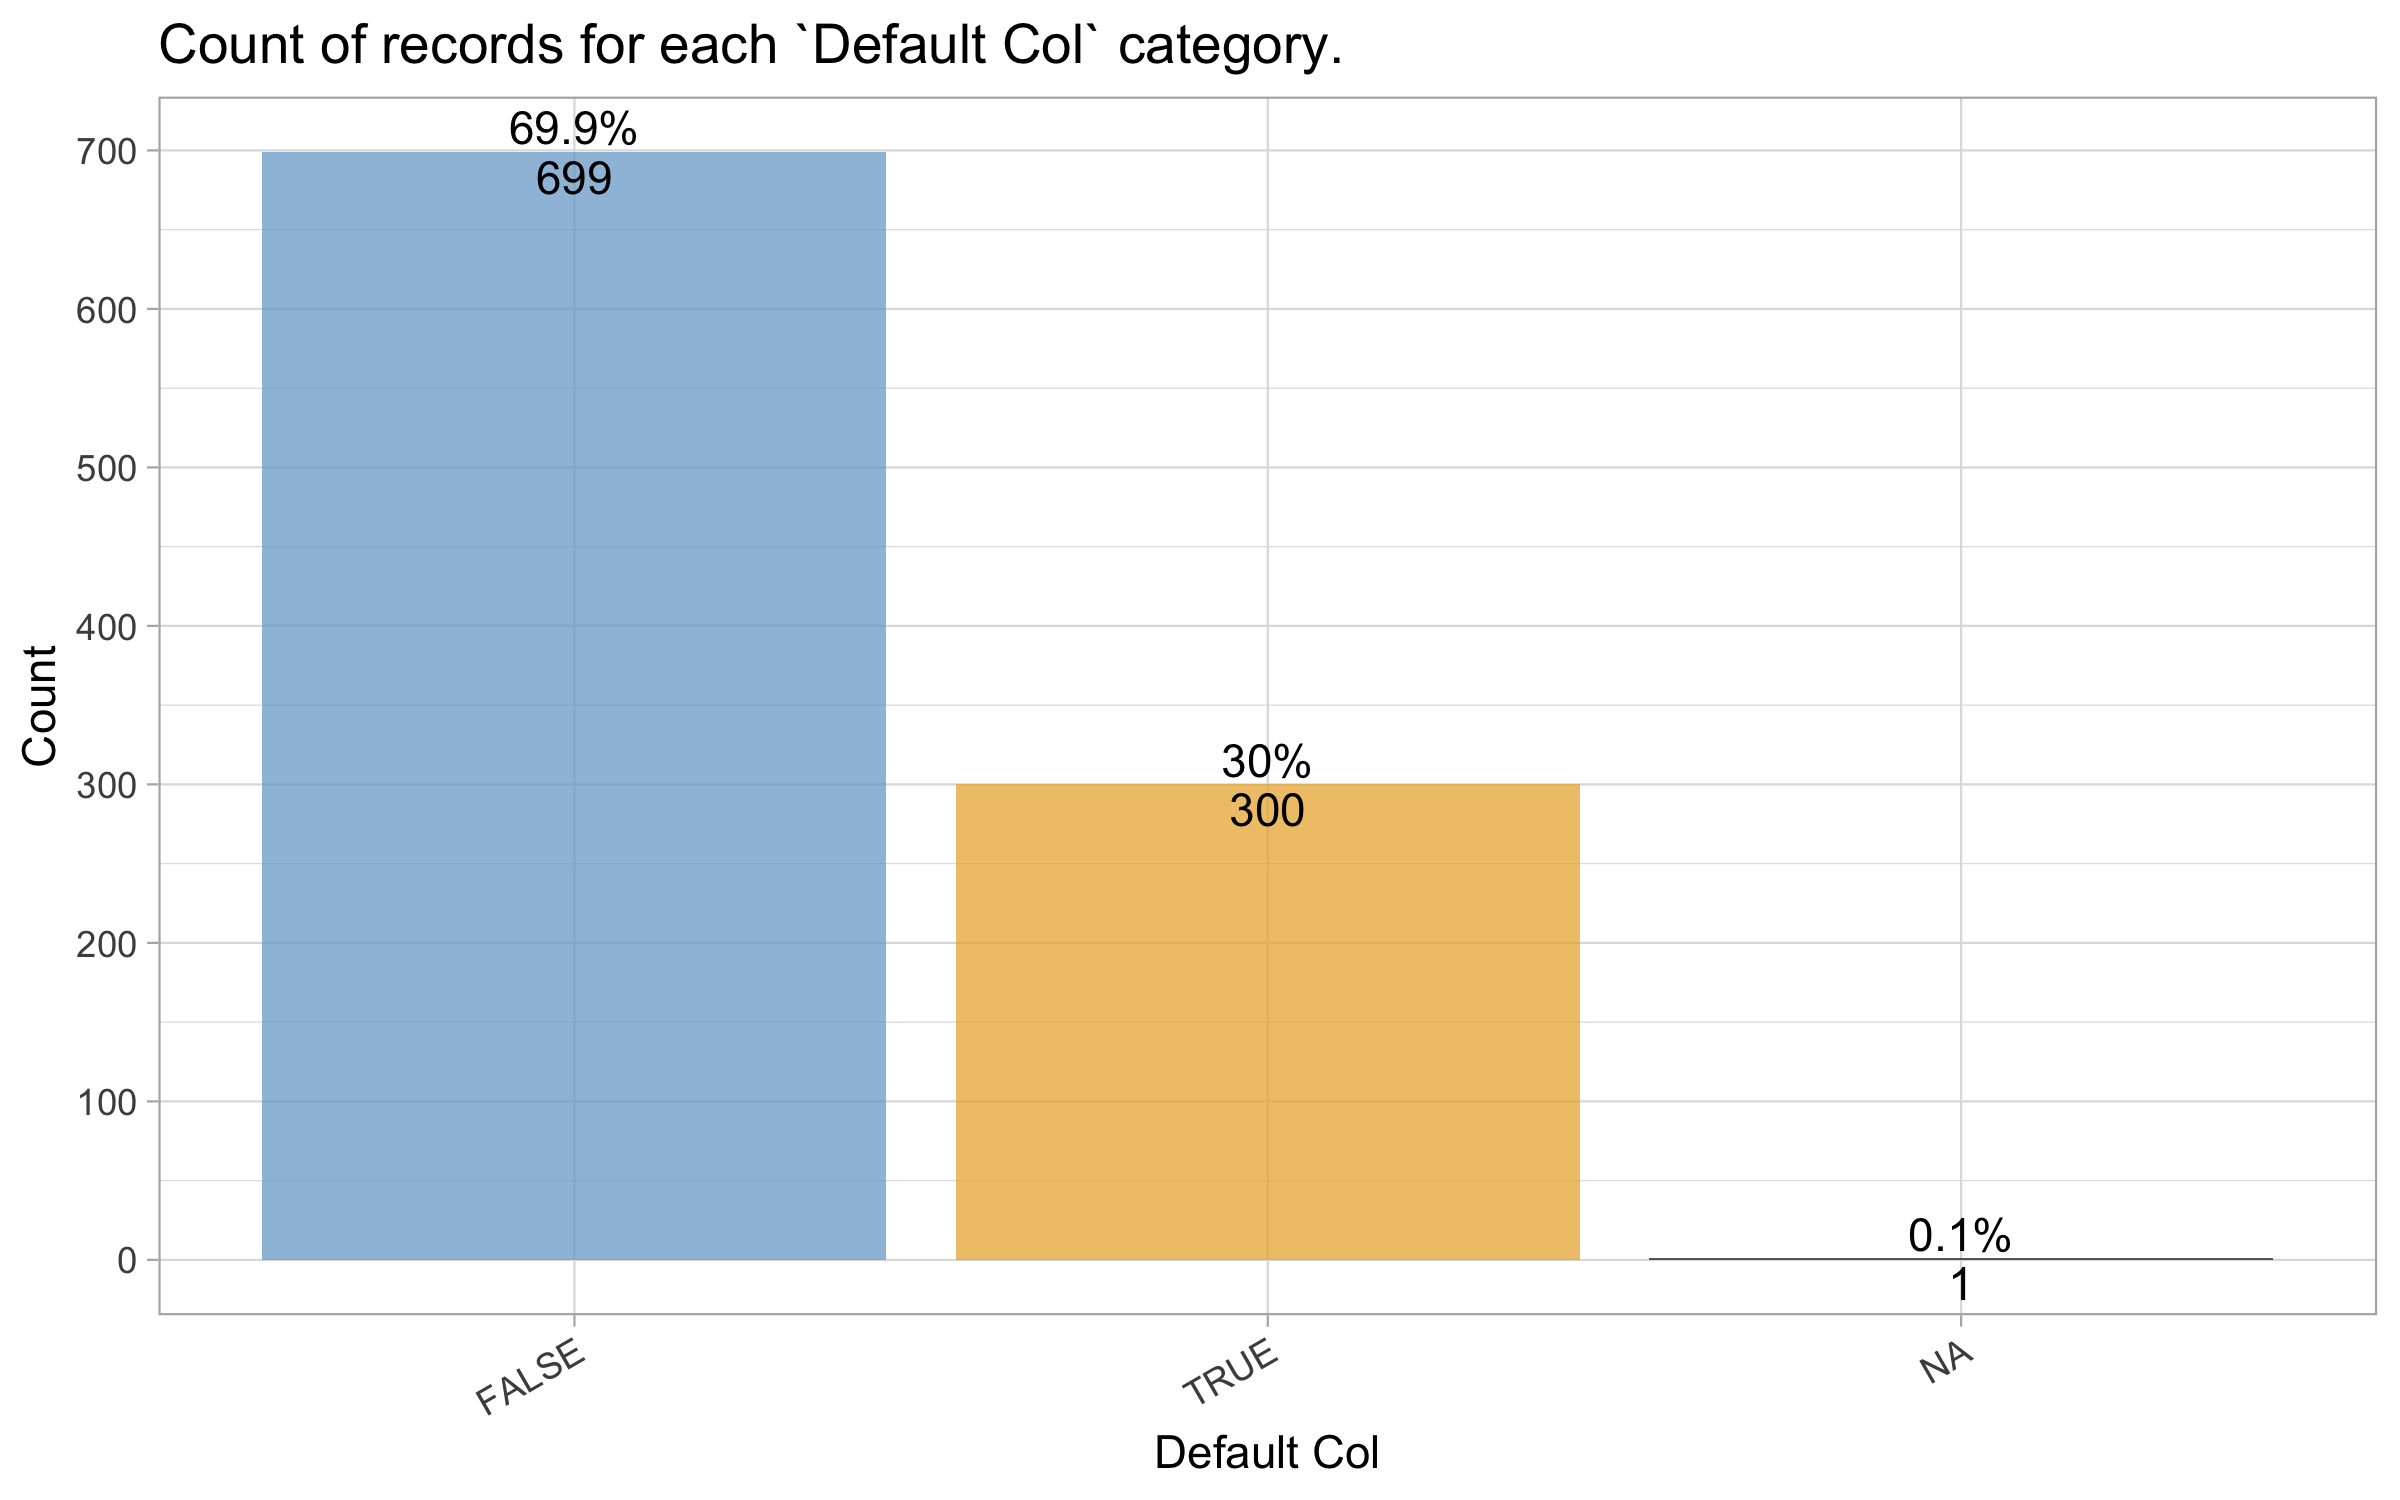 Count of records for each `Default Col` category.
Count
700
600
500
400
300
200
100
0
69.9%
699
30%
300
0.1%
1
FALSE
TRUE
NA
Default Col